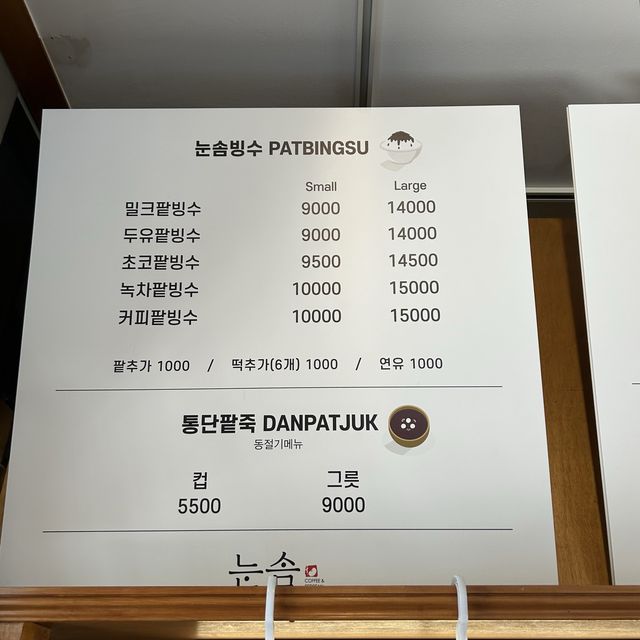 눈솜빙수 PATBINGSU
Small Large
밀크팥빙수 9000 14000
두유팥빙수 9000 14000
초코팥빙수 9500 14500
녹차팥빙수 10000 15000
커피팥빙수 10000 15000
팥추가 1000 / 떡추가(6개) 1000 / 연유 1000
통단팥죽 DANPATJUK
동절기메뉴
컵 그릇
5500 9000
눈솜
COFFEE &